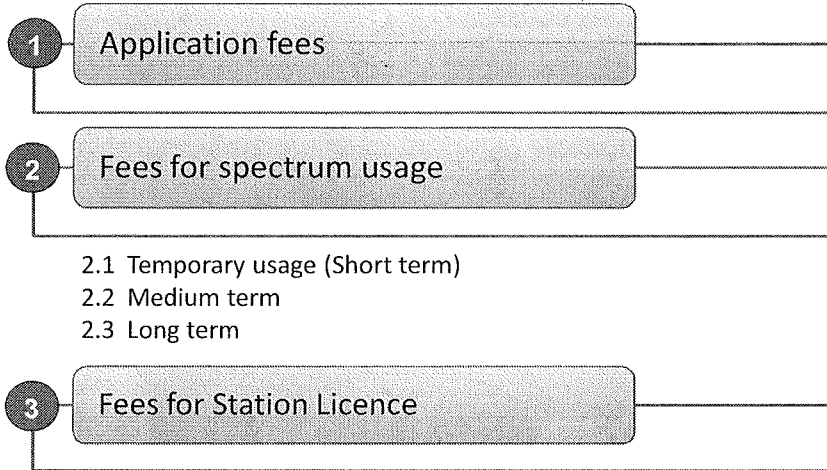 1 Application fees
2 Fees for spectrum usage
2.1 Temporary usage (Short term)
2.2 Medium term
2.3 Long term
3 Fees for Station Licence